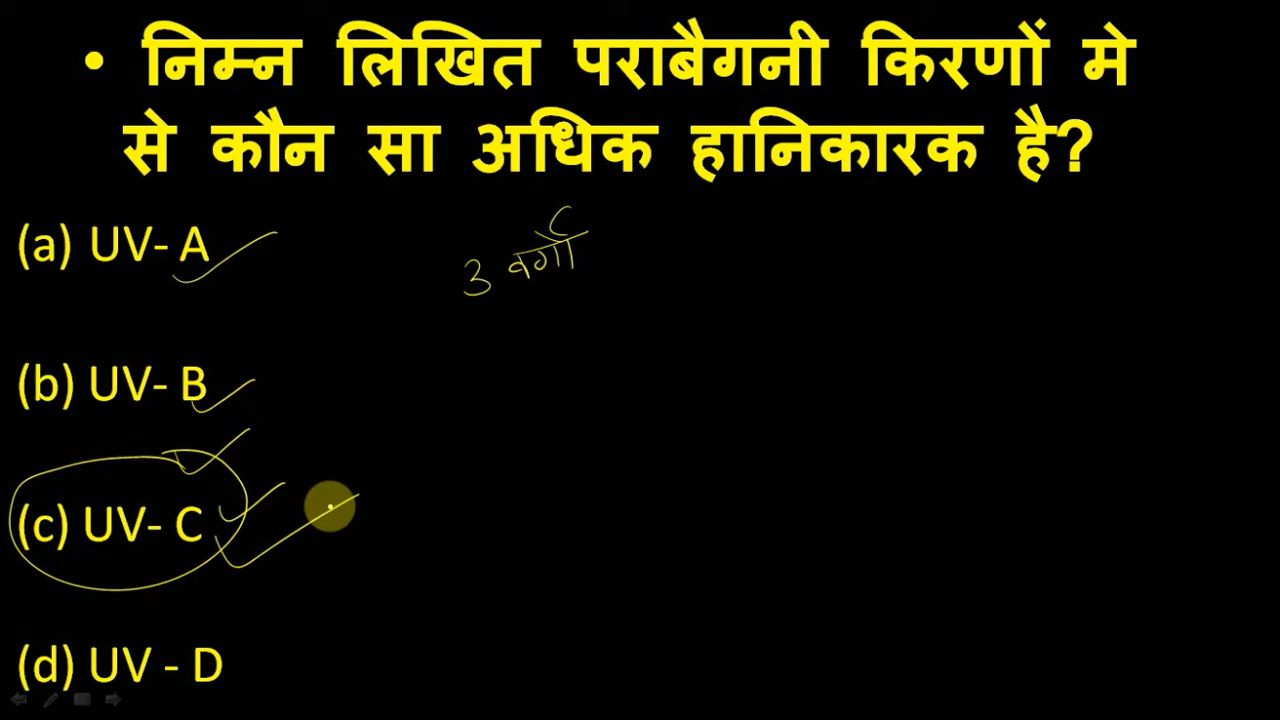 • निम्न लिखित पराबैगनी किरणों मे
से कौन सा अधिक हानिकारक है?
(a) UV- A
3 वर्गो
(b) UV- B
(c) UV- C
(d) UV - D